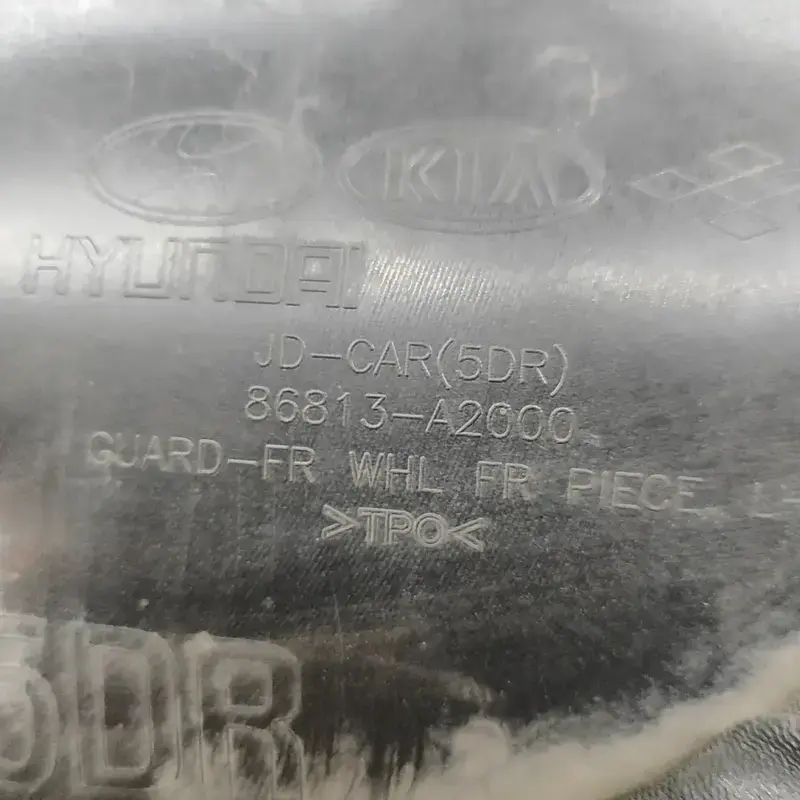 KIA
HYUNDAI
JD-CAR(5DR)
86813-A2000
GUARD-FR WHL FR PIECE L-
>TPO<
5DR